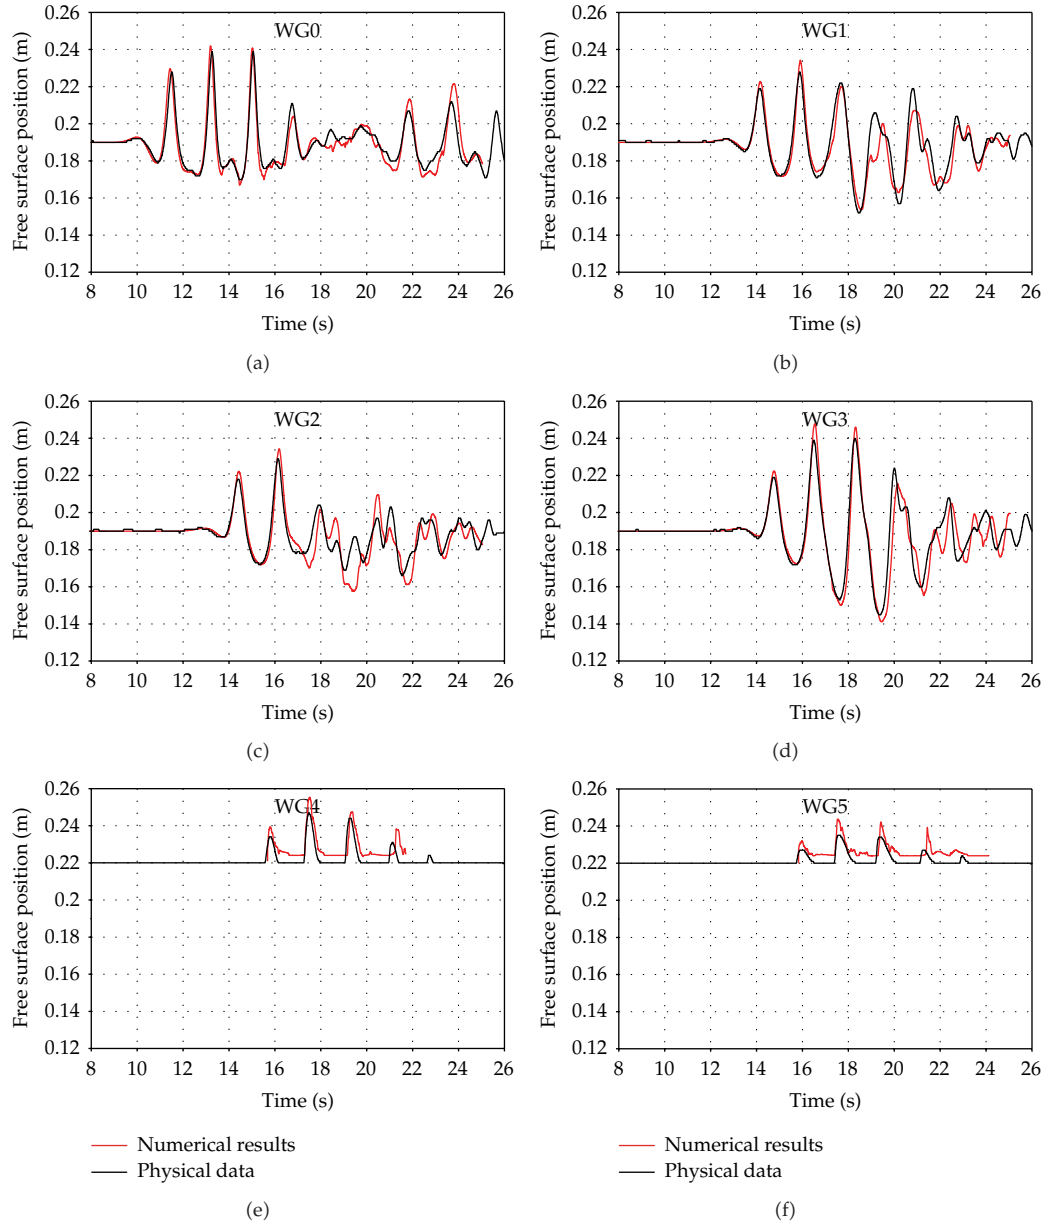 WG0
Free surface position (m)
0.26
0.24
0.22
0.2
0.18
0.16
0.14
0.12
8 10 12 14 16 18 20 22 24 26
Time (s)
(a)
WG1
Free surface position (m)
0.26
0.24
0.22
0.2
0.18
0.16
0.14
0.12
8 10 12 14 16 18 20 22 24 26
Time (s)
(b)
WG2
Free surface position (m)
0.26
0.24
0.22
0.2
0.18
0.16
0.14
0.12
8 10 12 14 16 18 20 22 24 26
Time (s)
(c)
WG3
Free surface position (m)
0.26
0.24
0.22
0.2
0.18
0.16
0.14
0.12
8 10 12 14 16 18 20 22 24 26
Time (s)
(d)
WG4
Free surface position (m)
0.26
0.24
0.22
0.2
0.18
0.16
0.14
0.12
8 10 12 14 16 18 20 22 24 26
Time (s)
Numerical results
Physical data
(e)
WG5
Free surface position (m)
0.26
0.24
0.22
0.2
0.18
0.16
0.14
0.12
8 10 12 14 16 18 20 22 24 26
Time (s)
Numerical results
Physical data
(f)